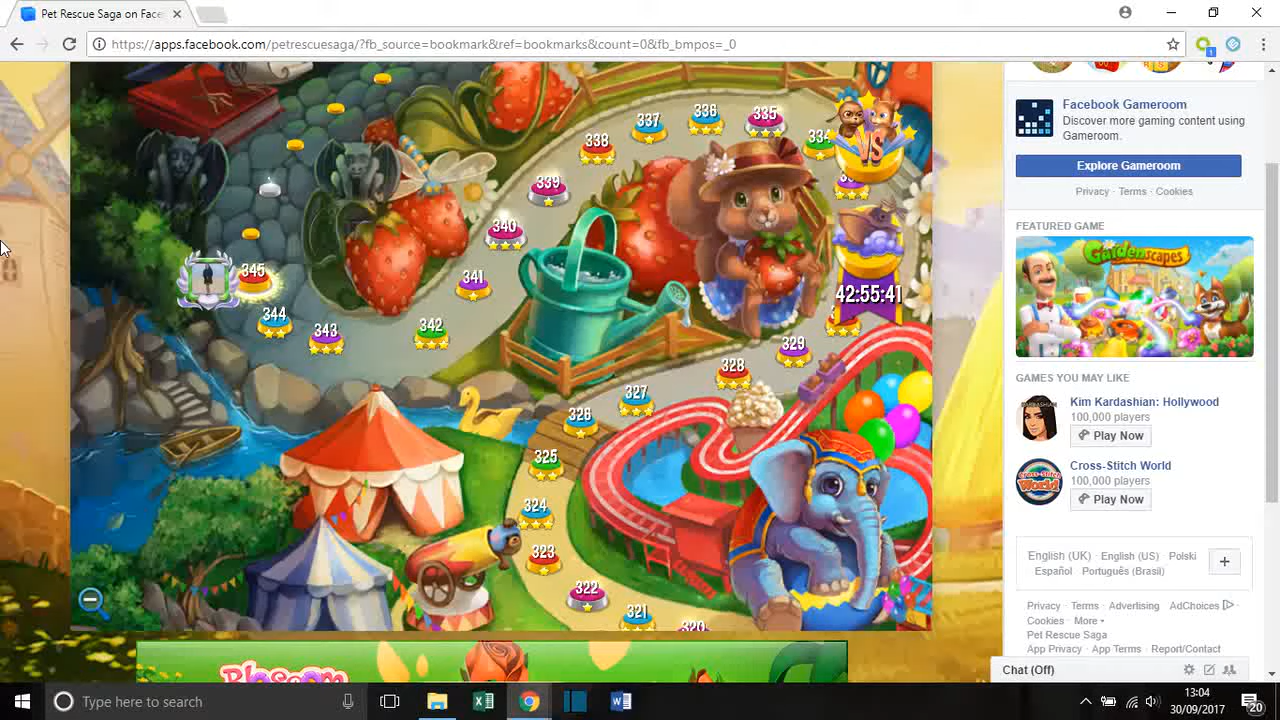 Pet Rescue Saga on Face
https://apps.facebook.com/petrescuesaga/?fb_source=bookmark&ref=bookmarks&count=0&fb_bmpos=_0
1
Facebook Gameroom
Discover more gaming content using
Gameroom.
Explore Gameroom
Privacy · Terms · Cookies
FEATURED GAME
Gardenscapes
GAMES YOU MAY LIKE
Kim Kardashian: Hollywood
100,000 players
Play Now
Cross-Stitch World
100,000 players
Play Now
English (UK) · English (US) · Polski
Español · Português (Brasil)
+
Privacy · Terms · Advertising · AdChoices ·
Cookies · More
Pet Rescue Saga
App Privacy · App Terms · Report/Contact
Chat (Off)
336
335
337
334
338
VS
339
340
341
345
42:55:41
344
343
342
329
328
327
326
325
324
323
322
321
320
Blossom
Type here to search
13:04
30/09/2017
20